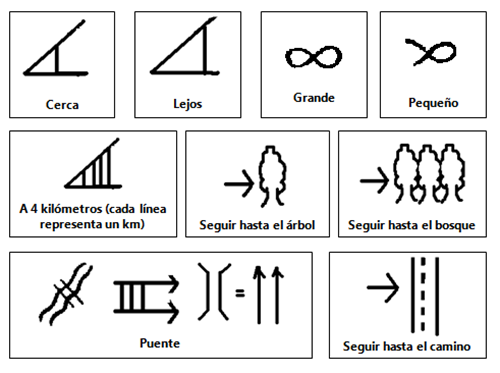 Cerca
Lejos
Grande
Pequeño
A 4 kilómetros (cada línea
representa un km)
Seguir hasta el árbol
Seguir hasta el bosque
Puente
Seguir hasta el camino